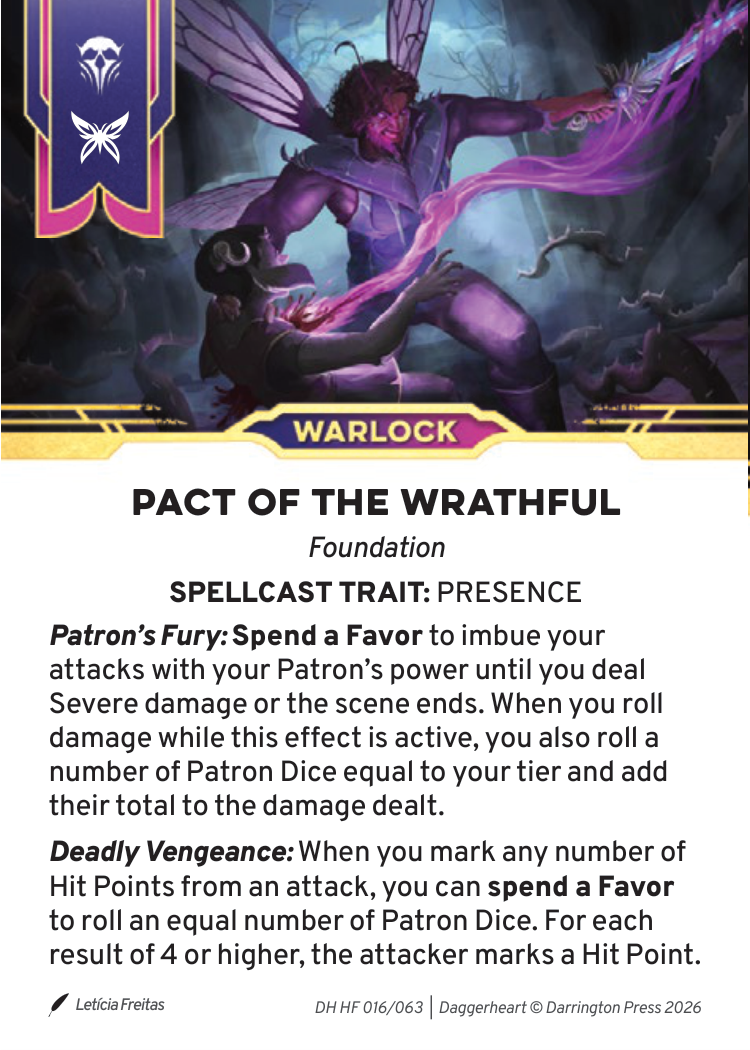 WARLOCK
PACT OF THE WRATHFUL
Foundation
SPELLCAST TRAIT: PRESENCE
Patron's Fury: Spend a Favor to imbue your
attacks with your Patron's power until you deal
Severe damage or the scene ends. When you roll
damage while this effect is active, you also roll a
number of Patron Dice equal to your tier and add
their total to the damage dealt.
Deadly Vengeance: When you mark any number of
Hit Points from an attack, you can spend a Favor
to roll an equal number of Patron Dice. For each
result of 4 or higher, the attacker marks a Hit Point.
Letícia Freitas
DH HF 016/063 | Daggerheart © Darrington Press 2026